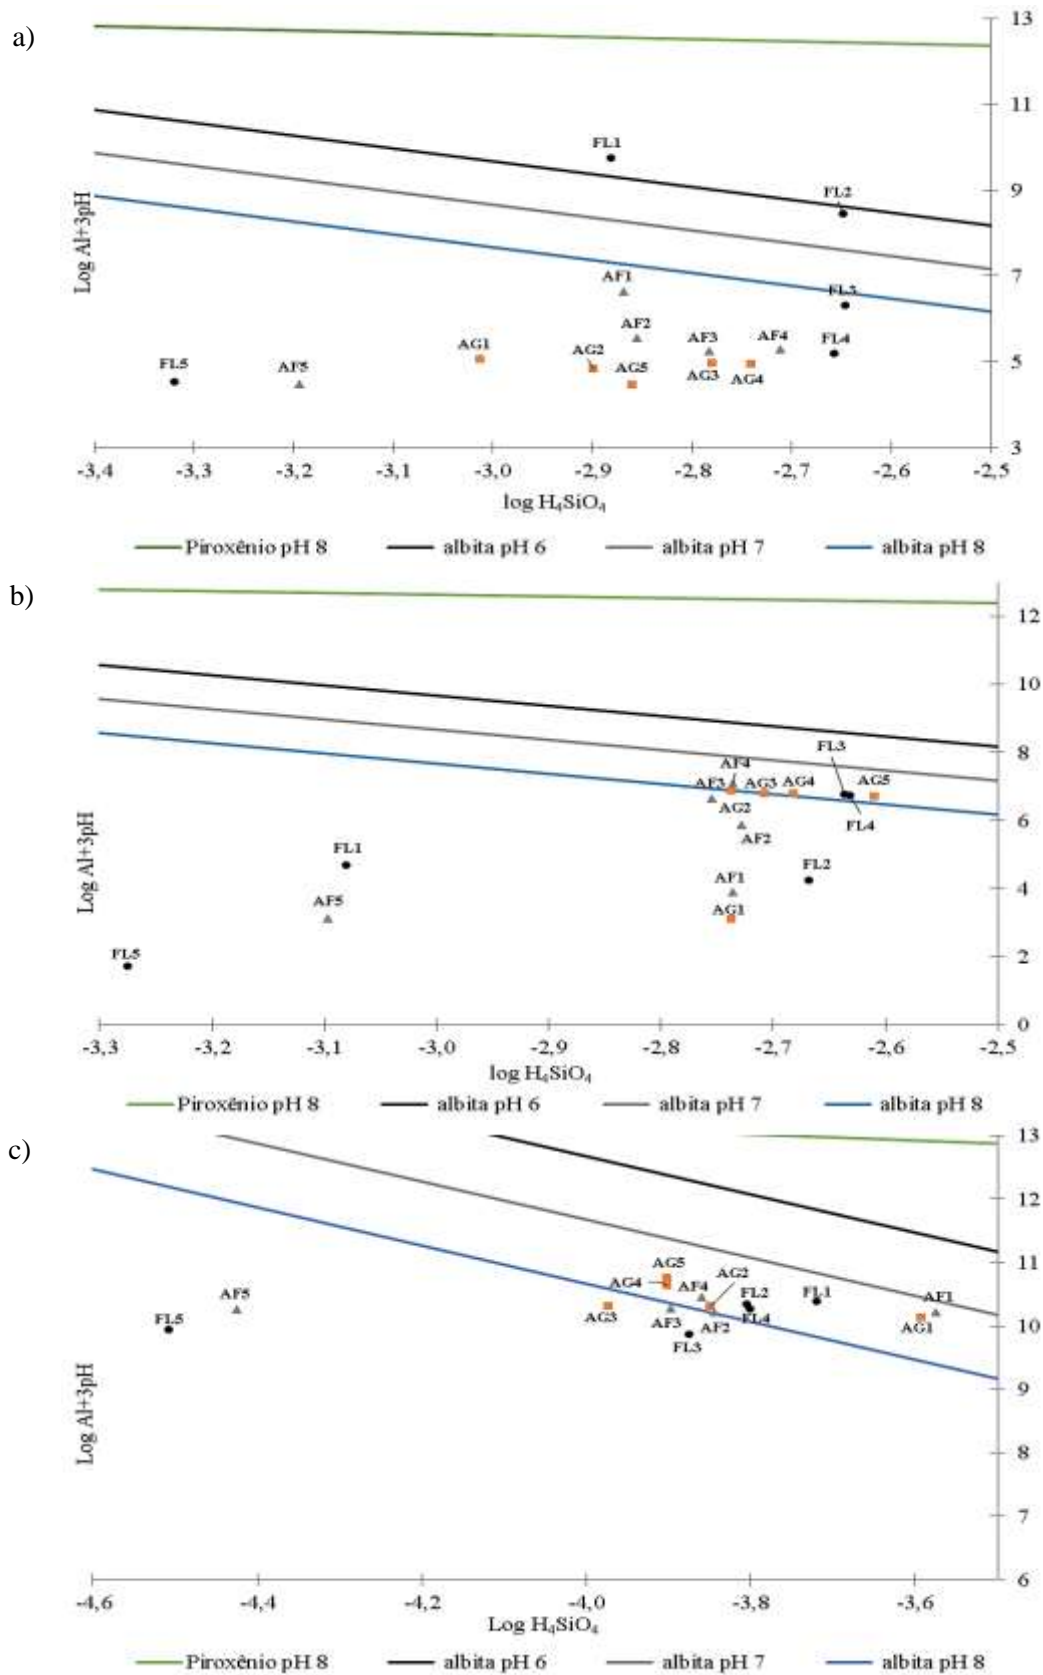 a)
13
11
9
7
5
3
Log Al+3pH
FL1
FL2
AF1
FL3
AF2
AF3
AF4
FL4
AG1
AG2
AG5
AG3
AG4
FL5
AF5
-3,4 -3,3 -3,2 -3,1 -3,0 -2,9 -2,8 -2,7 -2,6 -2,5
log H₄SiO₄
Piroxênio pH 8 albita pH 6 albita pH 7 albita pH 8
b)
12
10
8
6
4
2
0
Log Al+3pH
FL3
AF4
AF3 AG3 AG4 AG5
AG2
FL4
AF2
FL1
FL2
AF1
AF5
AG1
FL5
-3,3 -3,2 -3,1 -3,0 -2,9 -2,8 -2,7 -2,6 -2,5
log H₄SiO₄
Piroxênio pH 8 albita pH 6 albita pH 7 albita pH 8
c)
13
12
11
10
9
8
7
6
Log Al+3pH
AG5
AG4 AF4 AG2 FL2 FL1 AF1
AF5
FL5 AG3 AF3 AF2 FL4 AG1
FL3
-4,6 -4,4 -4,2 -4,0 -3,8 -3,6
Log H₄SiO₄
Piroxênio pH 8 albita pH 6 albita pH 7 albita pH 8